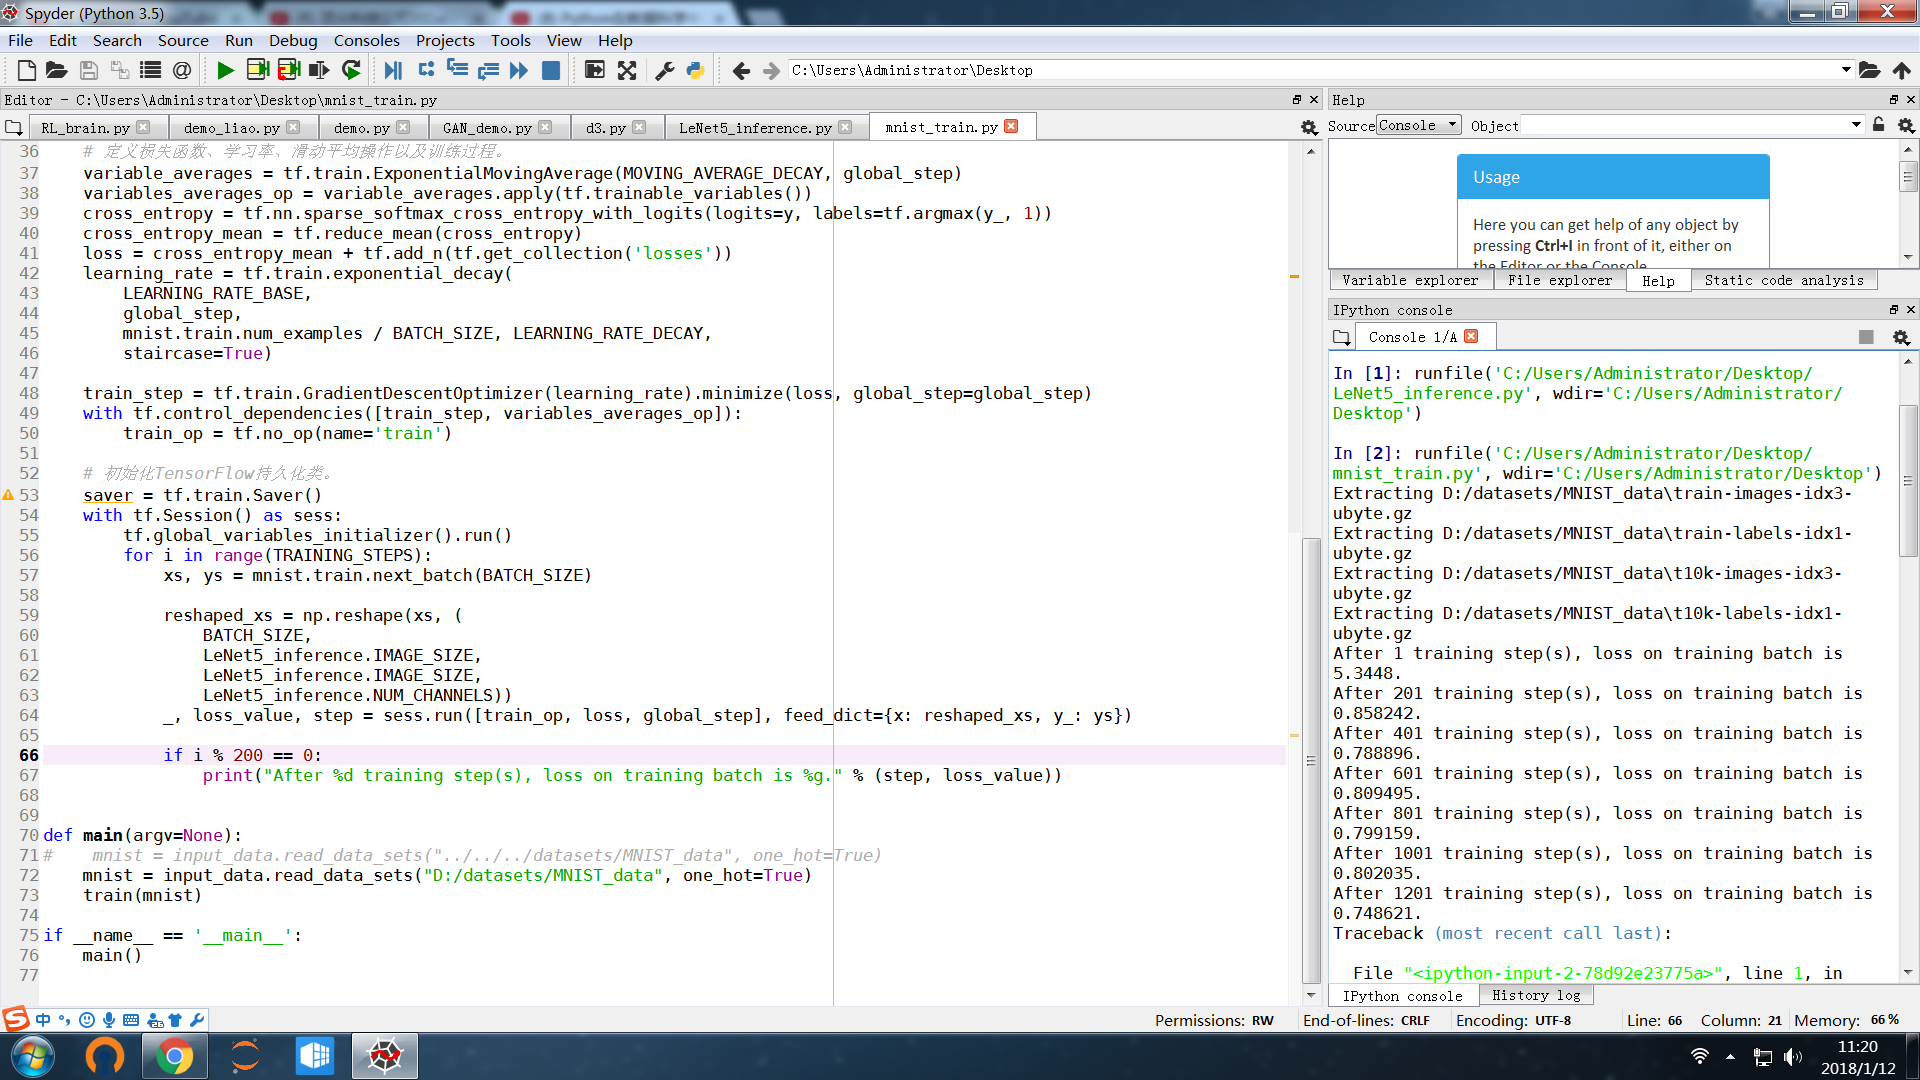 Spyder (Python 3.5)
File Edit Search Source Run Debug Consoles Projects Tools View Help
C:\Users\Administrator\Desktop
Editor - C:\Users\Administrator\Desktop\mnist_train.py
RL_brain.py demo_liao.py demo.py GAN_demo.py d3.py LeNet5_inference.py mnist_train.py
36 # 定义损失函数、学习率、滑动平均操作以及训练过程。
37 variable_averages = tf.train.ExponentialMovingAverage(MOVING_AVERAGE_DECAY, global_step)
38 variables_averages_op = variable_averages.apply(tf.trainable_variables())
39 cross_entropy = tf.nn.sparse_softmax_cross_entropy_with_logits(logits=y, labels=tf.argmax(y_, 1))
40 cross_entropy_mean = tf.reduce_mean(cross_entropy)
41 loss = cross_entropy_mean + tf.add_n(tf.get_collection('losses'))
42 learning_rate = tf.train.exponential_decay(
43 LEARNING_RATE_BASE,
44 global_step,
45 mnist.train.num_examples / BATCH_SIZE, LEARNING_RATE_DECAY,
46 staircase=True)
47
48 train_step = tf.train.GradientDescentOptimizer(learning_rate).minimize(loss, global_step=global_step)
49 with tf.control_dependencies([train_step, variables_averages_op]):
50 train_op = tf.no_op(name='train')
51
52 # 初始化TensorFlow持久化类。
53 saver = tf.train.Saver()
54 with tf.Session() as sess:
55 tf.global_variables_initializer().run()
56 for i in range(TRAINING_STEPS):
57 xs, ys = mnist.train.next_batch(BATCH_SIZE)
58
59 reshaped_xs = np.reshape(xs, (
60 BATCH_SIZE,
61 LeNet5_inference.IMAGE_SIZE,
62 LeNet5_inference.IMAGE_SIZE,
63 LeNet5_inference.NUM_CHANNELS))
64 _, loss_value, step = sess.run([train_op, loss, global_step], feed_dict={x: reshaped_xs, y_: ys})
65
66 if i % 200 == 0:
67 print("After %d training step(s), loss on training batch is %g." % (step, loss_value))
68
69
70 def main(argv=None):
71 # mnist = input_data.read_data_sets("../../../datasets/MNIST_data", one_hot=True)
72 mnist = input_data.read_data_sets("D:/datasets/MNIST_data", one_hot=True)
73 train(mnist)
74
75 if __name__ == '__main__':
76 main()
77
Help
Source Console Object
Usage
Here you can get help of any object by
pressing Ctrl+I in front of it, either on
the Editor or the Console.
Variable explorer File explorer Help Static code analysis
IPython console
Console 1/A
In [1]: runfile('C:/Users/Administrator/Desktop/
LeNet5_inference.py', wdir='C:/Users/Administrator/
Desktop')
In [2]: runfile('C:/Users/Administrator/Desktop/
mnist_train.py', wdir='C:/Users/Administrator/Desktop')
Extracting D:/datasets/MNIST_data\train-images-idx3-
ubyte.gz
Extracting D:/datasets/MNIST_data\train-labels-idx1-
ubyte.gz
Extracting D:/datasets/MNIST_data\t10k-images-idx3-
ubyte.gz
Extracting D:/datasets/MNIST_data\t10k-labels-idx1-
ubyte.gz
After 1 training step(s), loss on training batch is
5.3448.
After 201 training step(s), loss on training batch is
0.858242.
After 401 training step(s), loss on training batch is
0.788896.
After 601 training step(s), loss on training batch is
0.809495.
After 801 training step(s), loss on training batch is
0.799159.
After 1001 training step(s), loss on training batch is
0.802035.
After 1201 training step(s), loss on training batch is
0.748621.
Traceback (most recent call last):
File "<ipython-input-2-78d92e23775a>", line 1, in
IPython console History log
中
Permissions: RW End-of-lines: CRLF Encoding: UTF-8 Line: 66 Column: 21 Memory: 66 %
11:20
2018/1/12